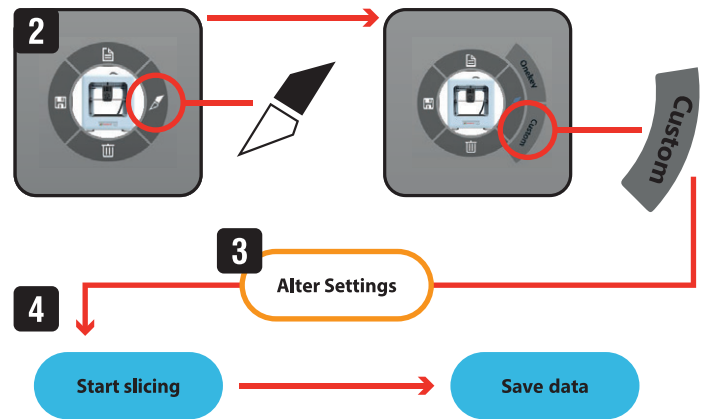 2
Onekey
Custom
Custom
3
Alter Settings
4
Start slicing
Save data